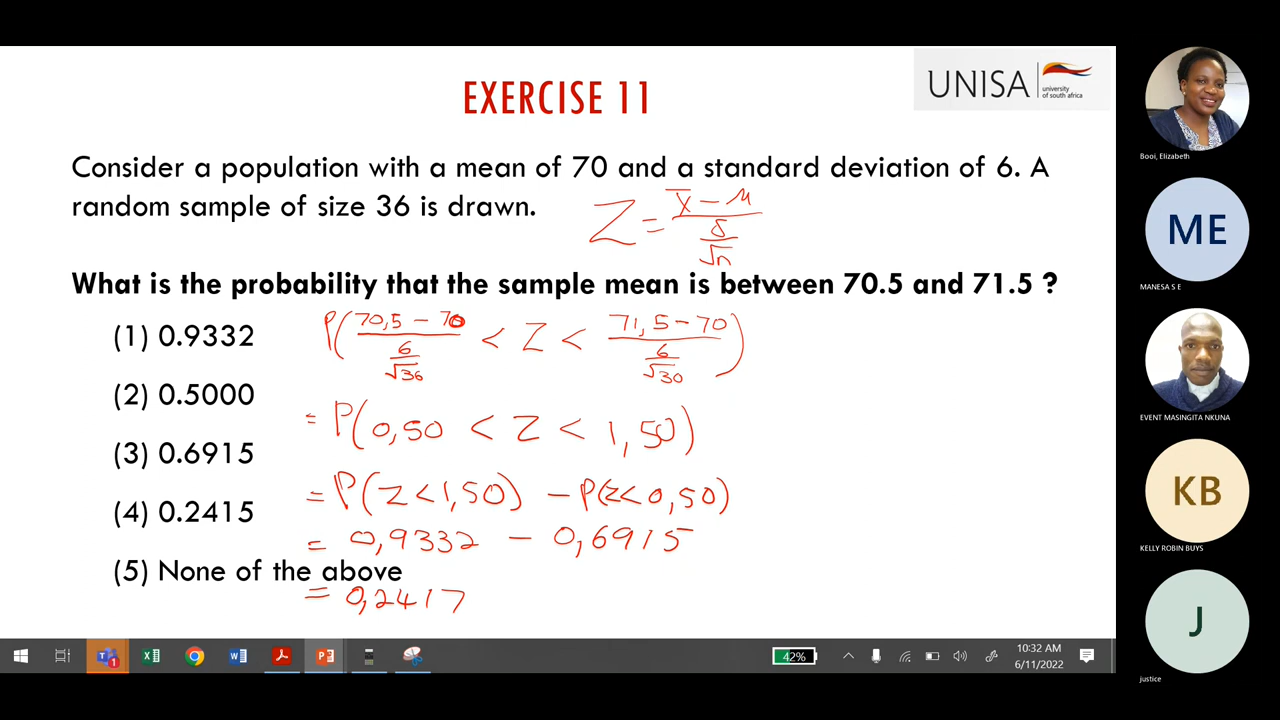 EXERCISE 11
UNISA university of south africa
Consider a population with a mean of 70 and a standard deviation of 6. A
random sample of size 36 is drawn.
Z = x̅ − μ / δ / √n
What is the probability that the sample mean is between 70.5 and 71.5 ?
(1) 0.9332
(2) 0.5000
(3) 0.6915
(4) 0.2415
(5) None of the above
P(70,5 − 70 / 6 / √36 < Z < 71,5 − 70 / 6 / √30)
= P(0,50 < Z < 1,50)
= P(Z<1,50) − P(Z<0,50)
= 0,9332 − 0,6915
= 0,2417
Booi, Elizabeth
ME
MANESA S E
EVENT MASINGITA NKUNA
KB
KELLY ROBIN BUYS
J
justice
1
42%
10:32 AM
6/11/2022